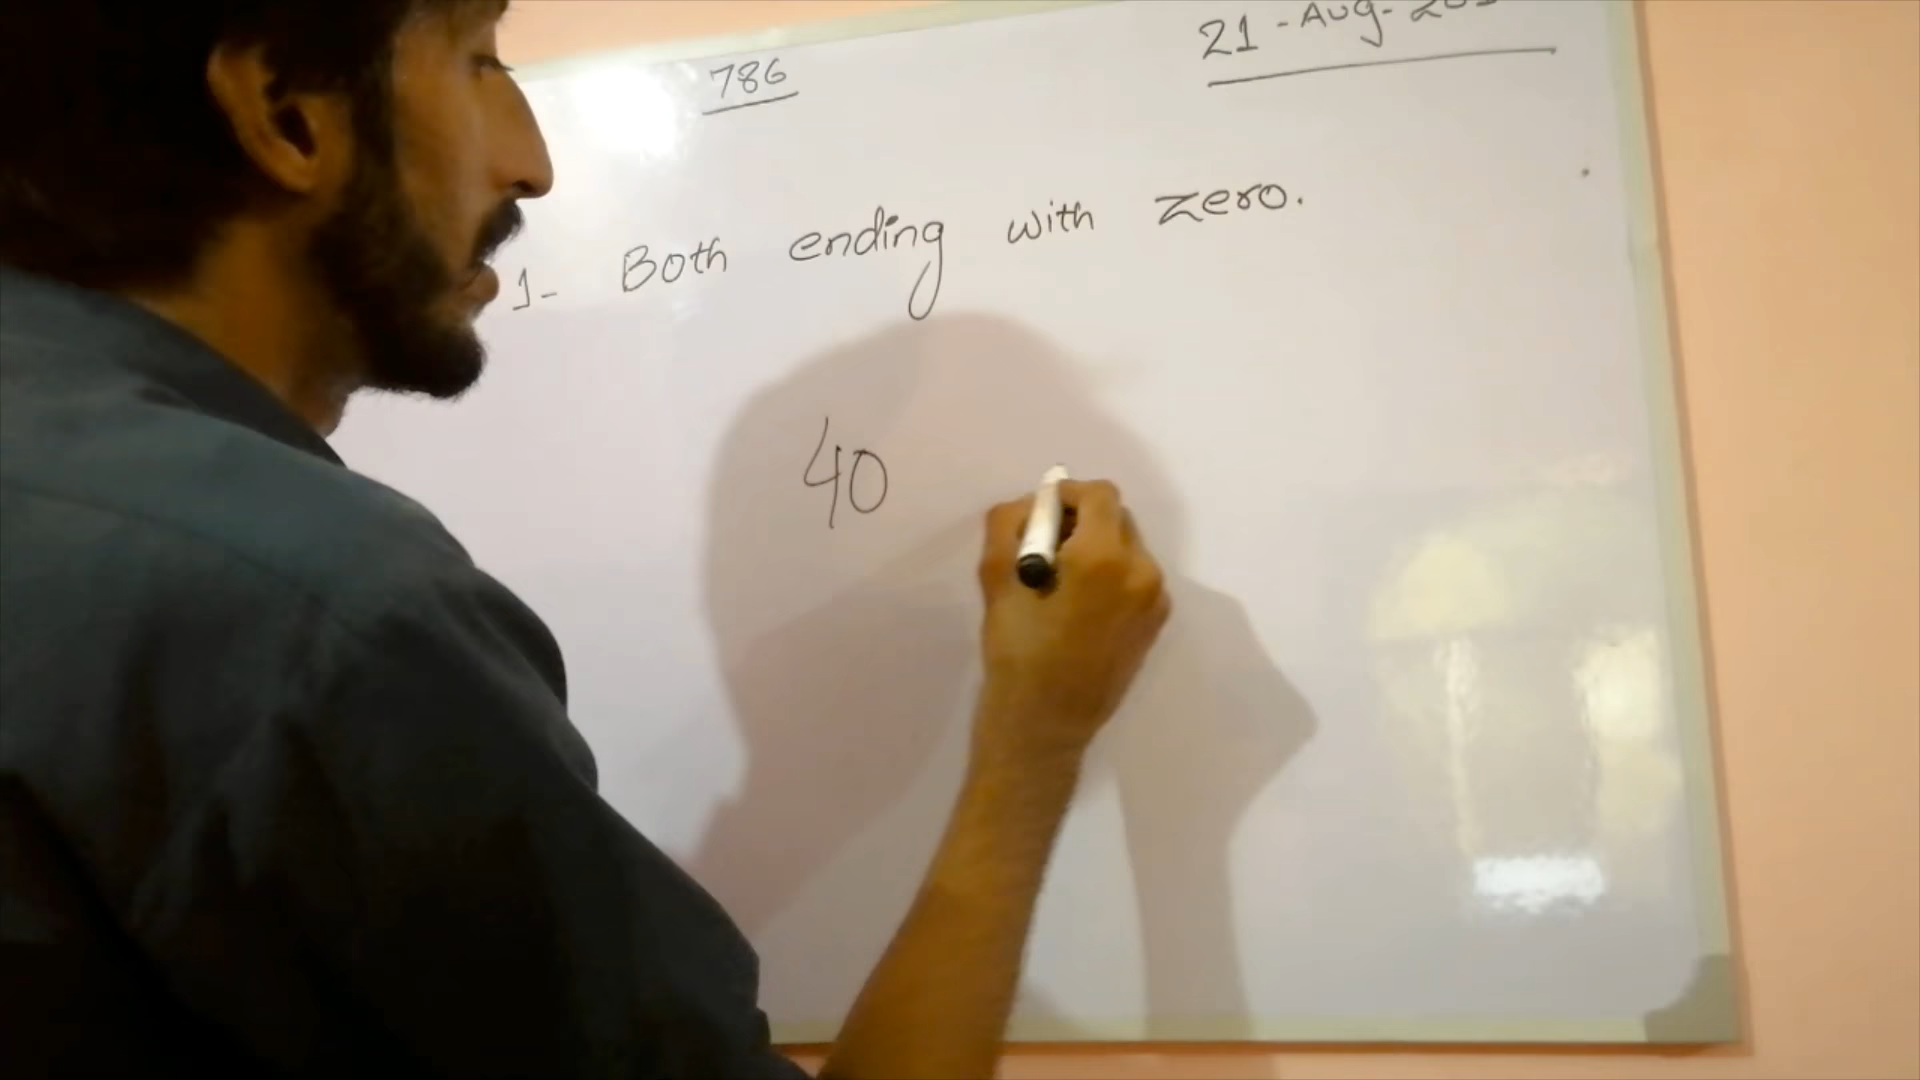 786
21 - Aug -
1- Both ending with zero.
40